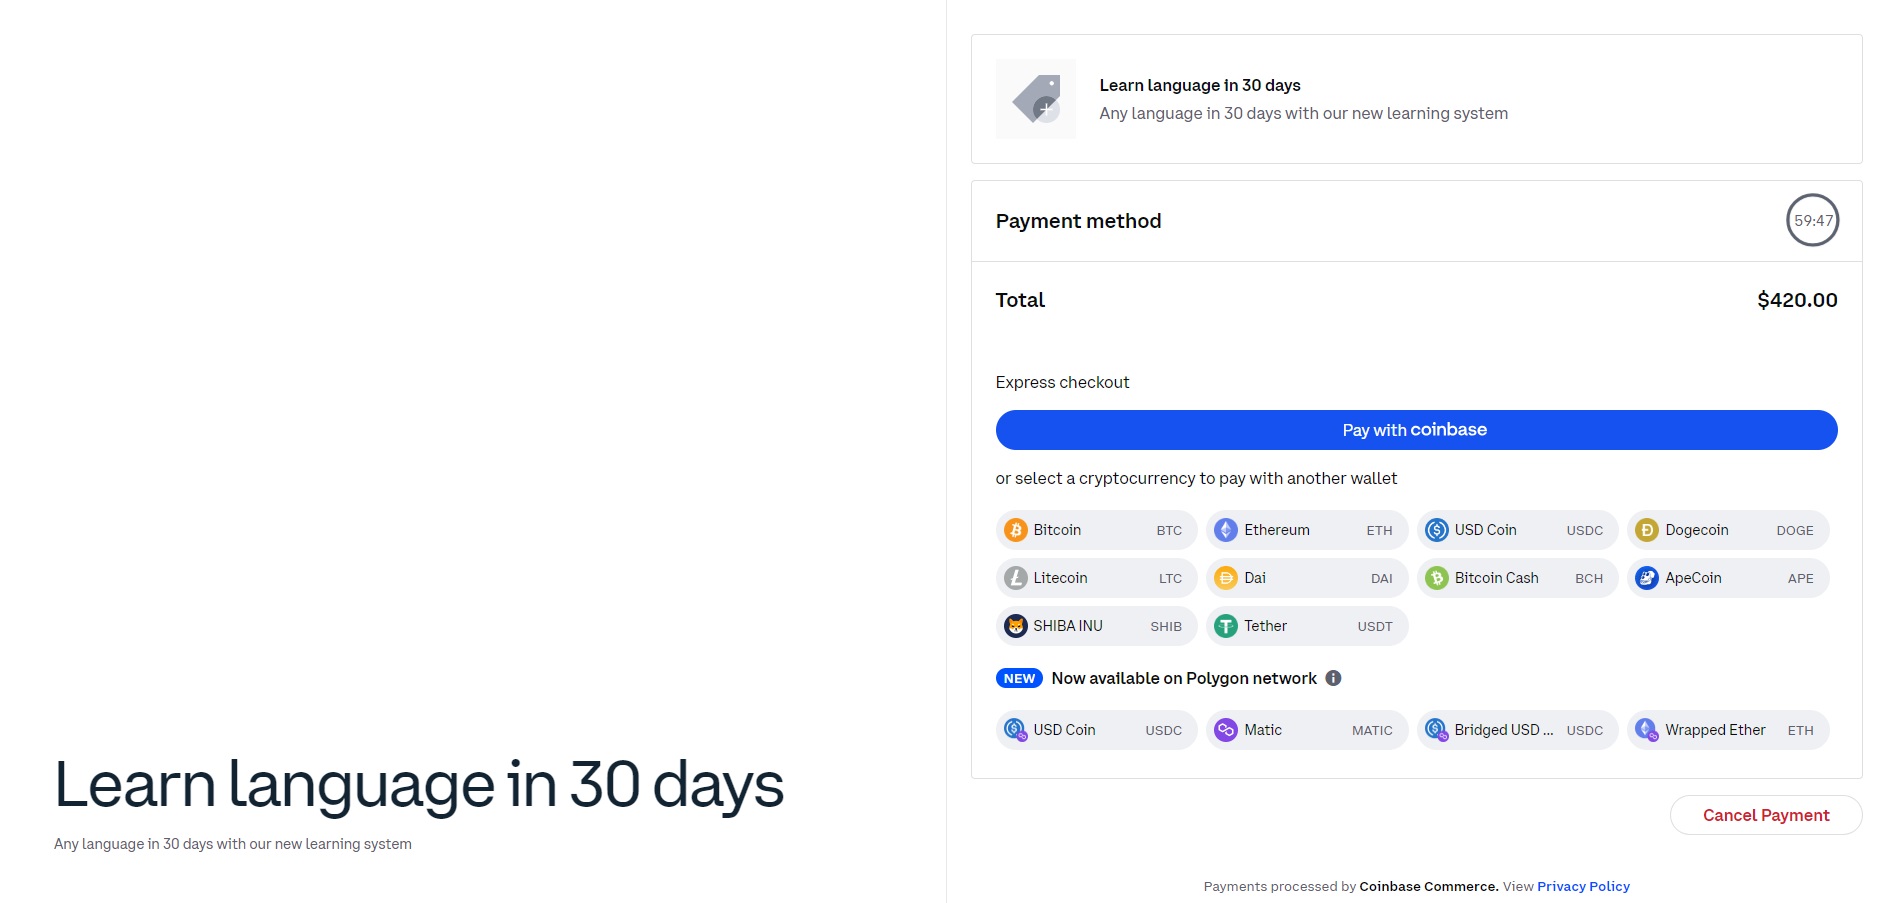 Learn language in 30 days
Any language in 30 days with our new learning system
Learn language in 30 days
Any language in 30 days with our new learning system
Payment method
59:47
Total $420.00
Express checkout
Pay with coinbase
or select a cryptocurrency to pay with another wallet
Bitcoin BTC Ethereum ETH USD Coin USDC Dogecoin DOGE
Litecoin LTC Dai DAI Bitcoin Cash BCH ApeCoin APE
SHIBA INU SHIB Tether USDT
NEW Now available on Polygon network
USD Coin USDC Matic MATIC Bridged USD ... USDC Wrapped Ether ETH
Cancel Payment
Payments processed by Coinbase Commerce. View Privacy Policy